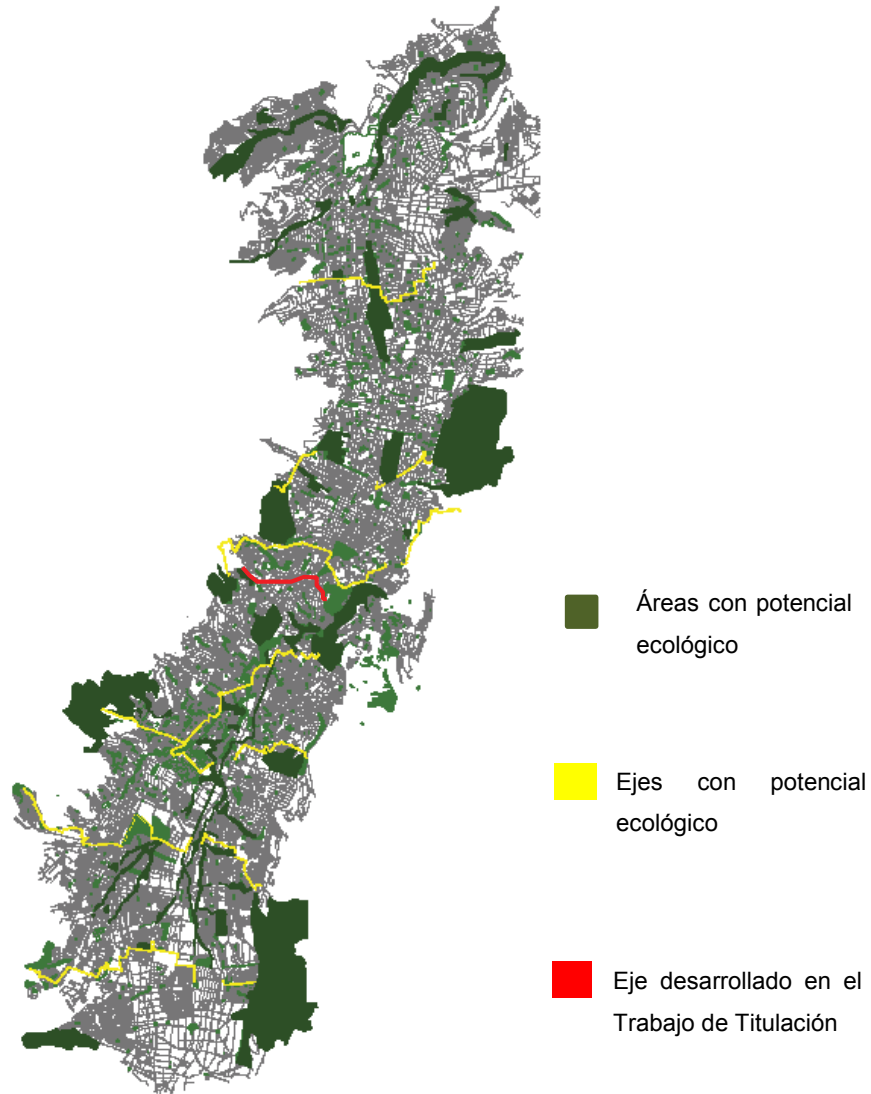 Áreas con potencial
ecológico
Ejes con potencial
ecológico
Eje desarrollado en el
Trabajo de Titulación